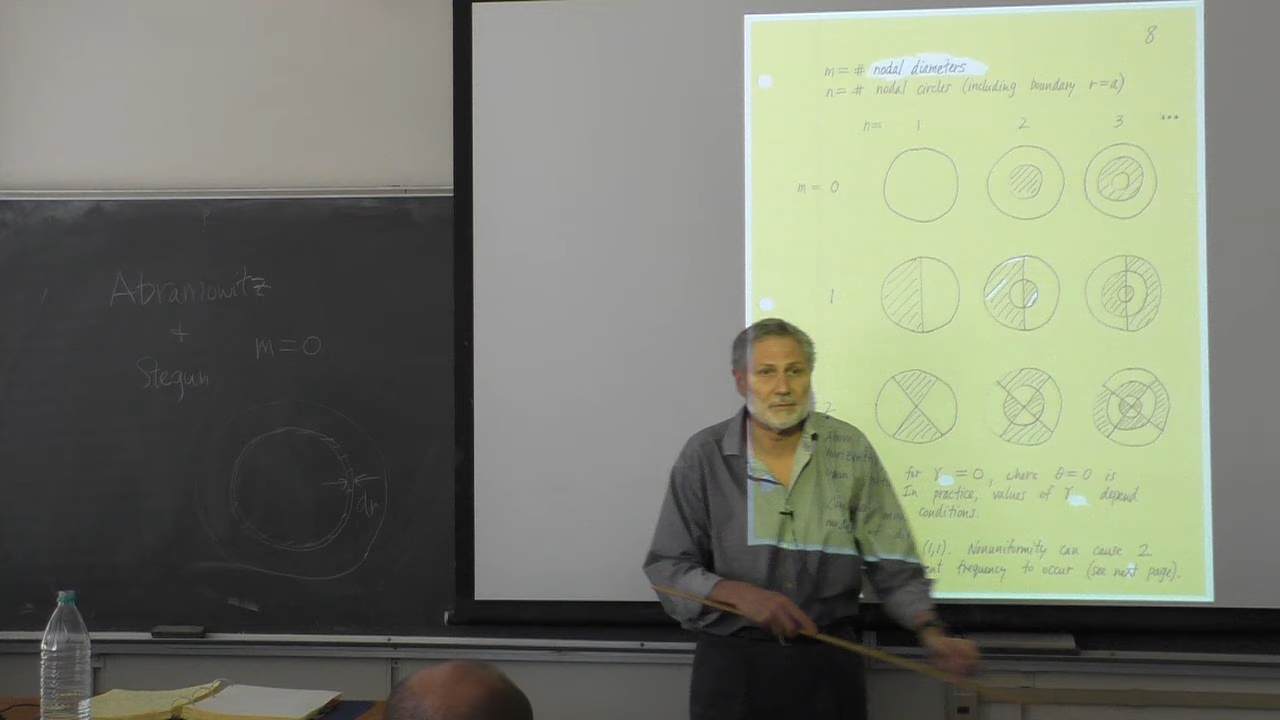 Abramowitz
+
Stegun
m=0
dr
8
m = # nodal diameters
n = # nodal circles (including boundary r=a)
n= 1 2 3 ...
m = 0
1
2
for γ = 0, where θ=0 is
In practice, values of γ depend
conditions.
(1,1). Nonuniformity can cause 2
frequency to occur (see next page).